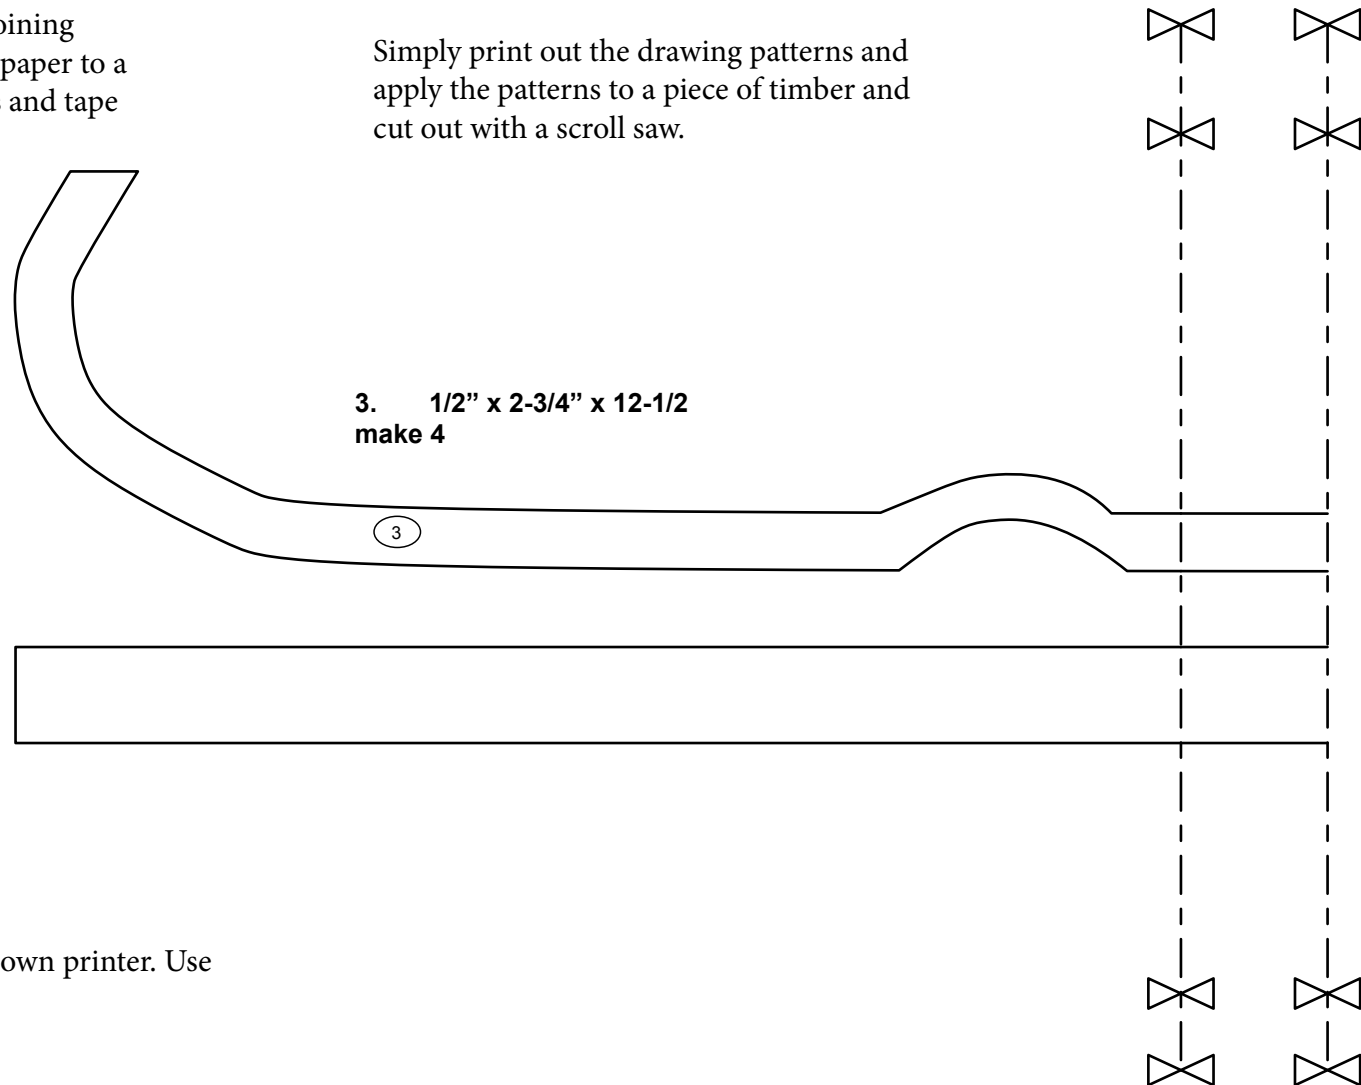 oining
paper to a
s and tape
Simply print out the drawing patterns and
apply the patterns to a piece of timber and
cut out with a scroll saw.
3. 1/2” x 2-3/4” x 12-1/2
make 4
3
own printer. Use